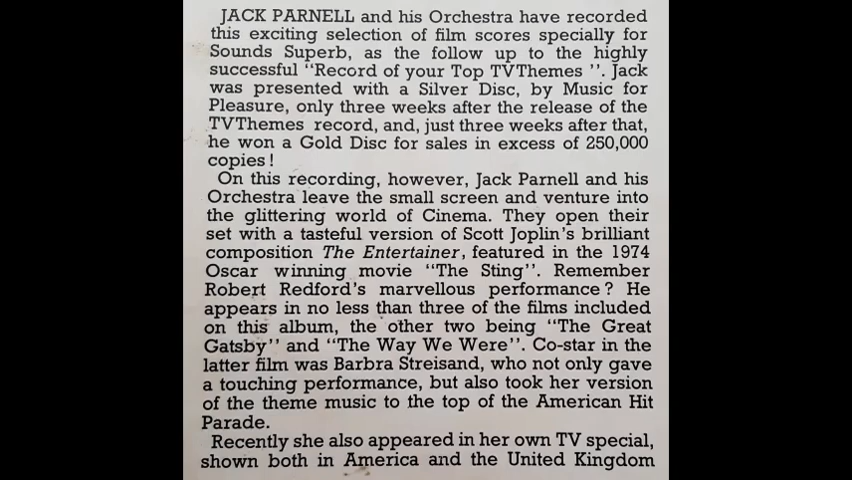 JACK PARNELL and his Orchestra have recorded
this exciting selection of film scores specially for
Sounds Superb, as the follow up to the highly
successful "Record of your Top TVThemes ". Jack
was presented with a Silver Disc, by Music for
Pleasure, only three weeks after the release of the
TVThemes record, and, just three weeks after that,
he won a Gold Disc for sales in excess of 250,000
copies!
On this recording, however, Jack Parnell and his
Orchestra leave the small screen and venture into
the glittering world of Cinema. They open their
set with a tasteful version of Scott Joplin's brilliant
composition The Entertainer, featured in the 1974
Oscar winning movie "The Sting". Remember
Robert Redford's marvellous performance? He
appears in no less than three of the films included
on this album, the other two being "The Great
Gatsby" and "The Way We Were". Co-star in the
latter film was Barbra Streisand, who not only gave
a touching performance, but also took her version
of the theme music to the top of the American Hit
Parade.
Recently she also appeared in her own TV special,
shown both in America and the United Kingdom